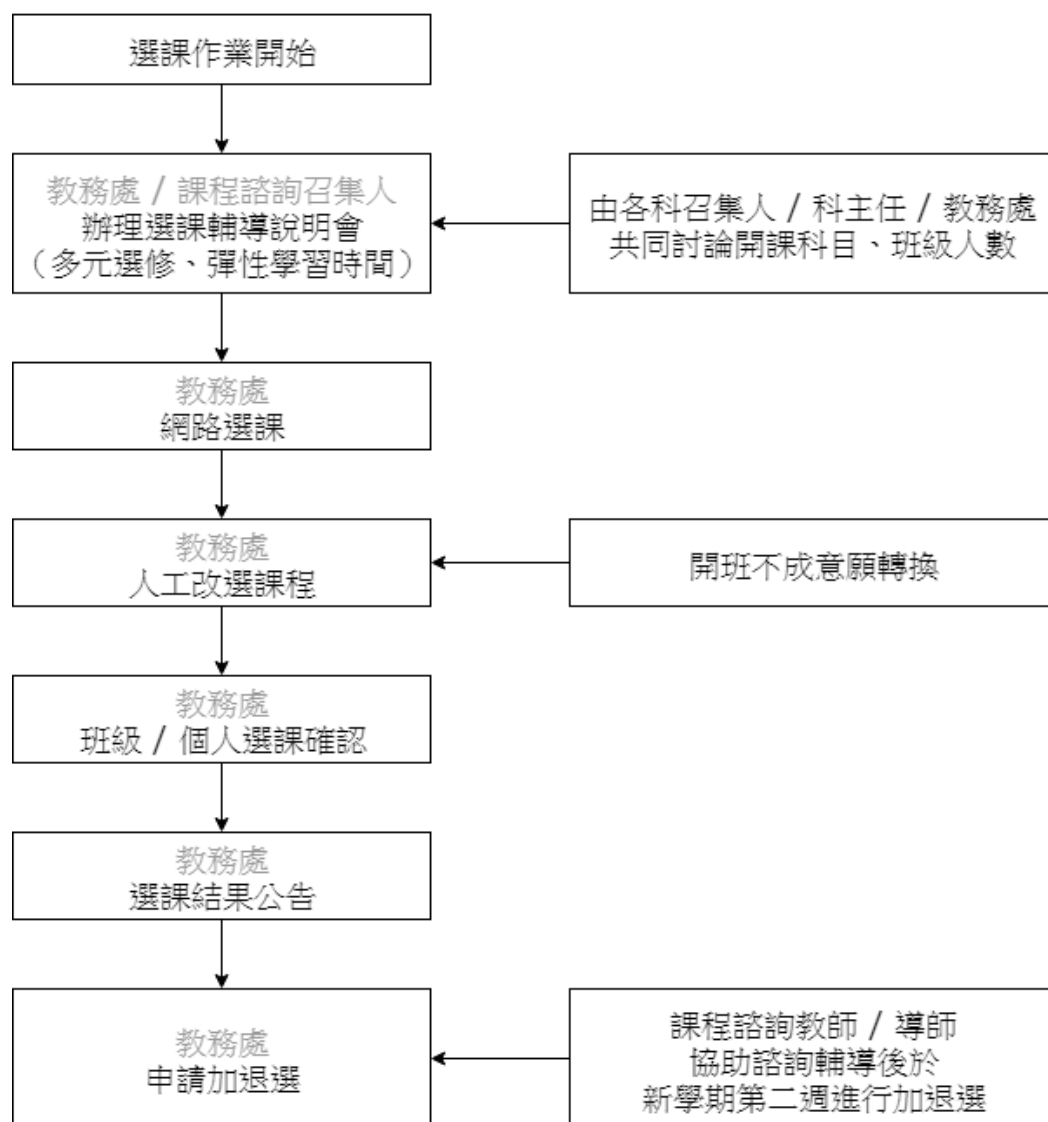 選課作業開始
教務處 / 課程諮詢召集人
辦理選課輔導說明會
（多元選修、彈性學習時間）
由各科召集人 / 科主任 / 教務處
共同討論開課科目、班級人數
教務處
網路選課
教務處
人工改選課程
開班不成意願轉換
教務處
班級 / 個人選課確認
教務處
選課結果公告
教務處
申請加退選
課程諮詢教師 / 導師
協助諮詢輔導後於
新學期第二週進行加退選